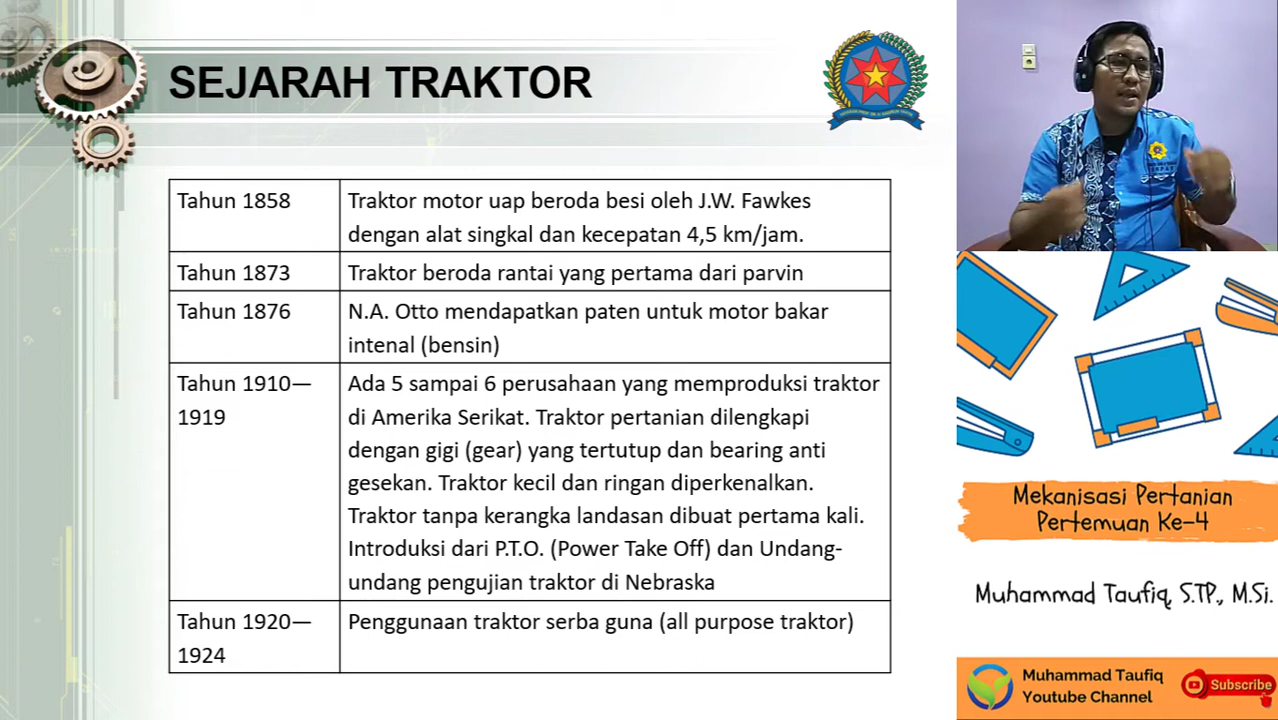 SEJARAH TRAKTOR
Tahun 1858
Traktor motor uap beroda besi oleh J.W. Fawkes
dengan alat singkal dan kecepatan 4,5 km/jam.
Tahun 1873
Traktor beroda rantai yang pertama dari parvin
Tahun 1876
N.A. Otto mendapatkan paten untuk motor bakar
intenal (bensin)
Tahun 1910—
1919
Ada 5 sampai 6 perusahaan yang memproduksi traktor
di Amerika Serikat. Traktor pertanian dilengkapi
dengan gigi (gear) yang tertutup dan bearing anti
gesekan. Traktor kecil dan ringan diperkenalkan.
Traktor tanpa kerangka landasan dibuat pertama kali.
Introduksi dari P.T.O. (Power Take Off) dan Undang-
undang pengujian traktor di Nebraska
Tahun 1920—
1924
Penggunaan traktor serba guna (all purpose traktor)
Mekanisasi Pertanian
Pertemuan Ke-4
Muhammad Taufiq, S.TP., M.Si.
Muhammad Taufiq
Youtube Channel
Subscribe